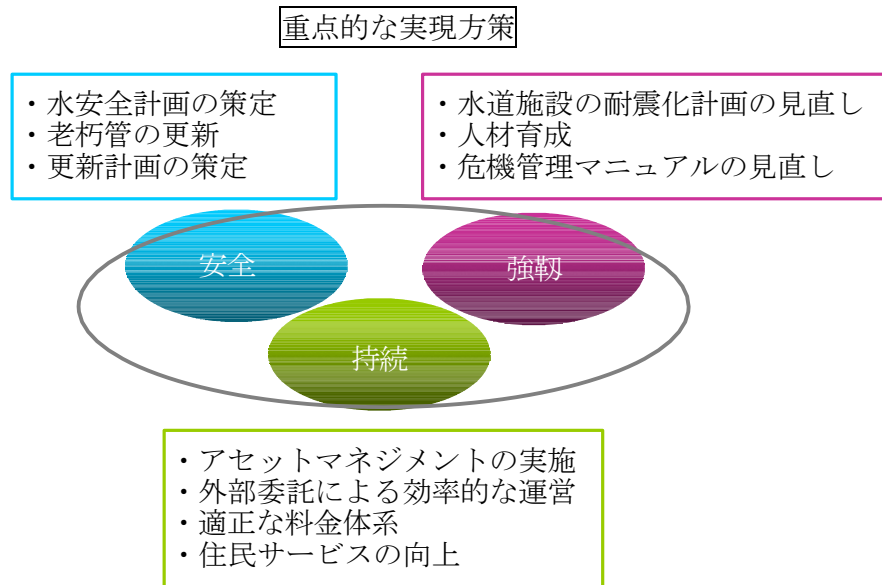 重点的な実現方策
・水安全計画の策定
・老朽管の更新
・更新計画の策定
・水道施設の耐震化計画の見直し
・人材育成
・危機管理マニュアルの見直し
安全
強靱
持続
・アセットマネジメントの実施
・外部委託による効率的な運営
・適正な料金体系
・住民サービスの向上